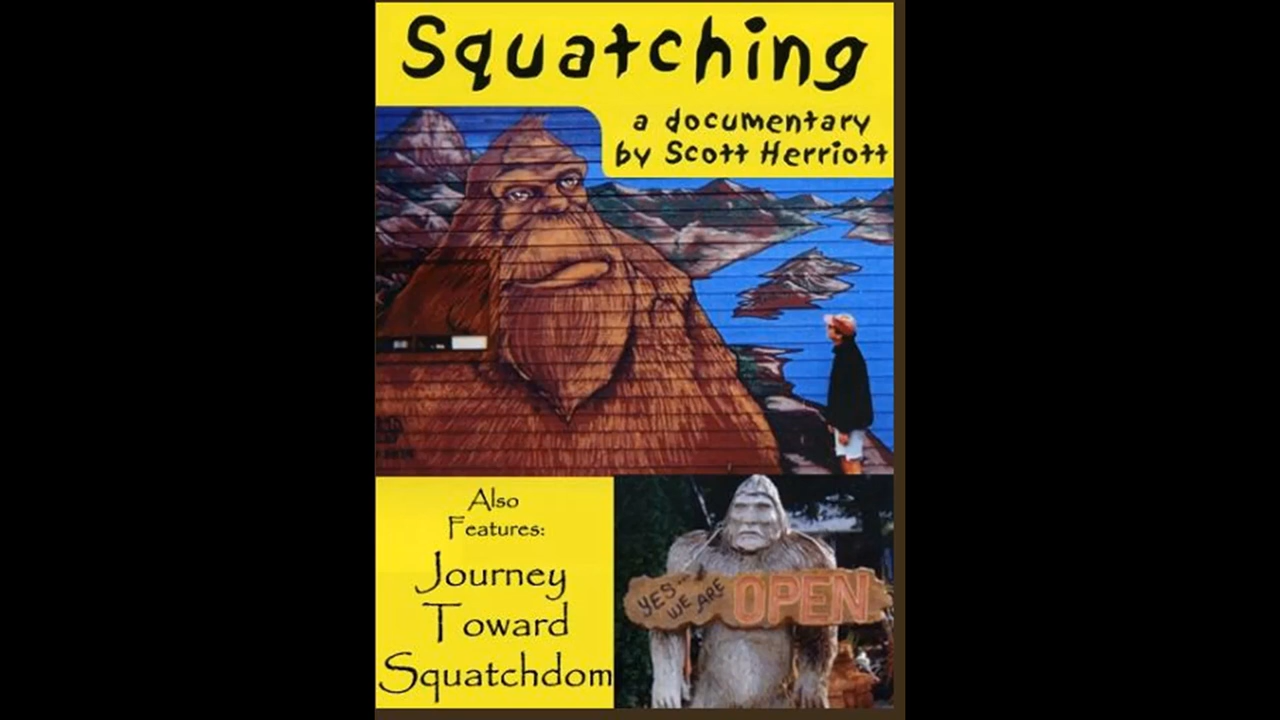 Squatching
a documentary
by Scott Herriott
Also
Features:
Journey
Toward
Squatchdom
YES... WE ARE OPEN